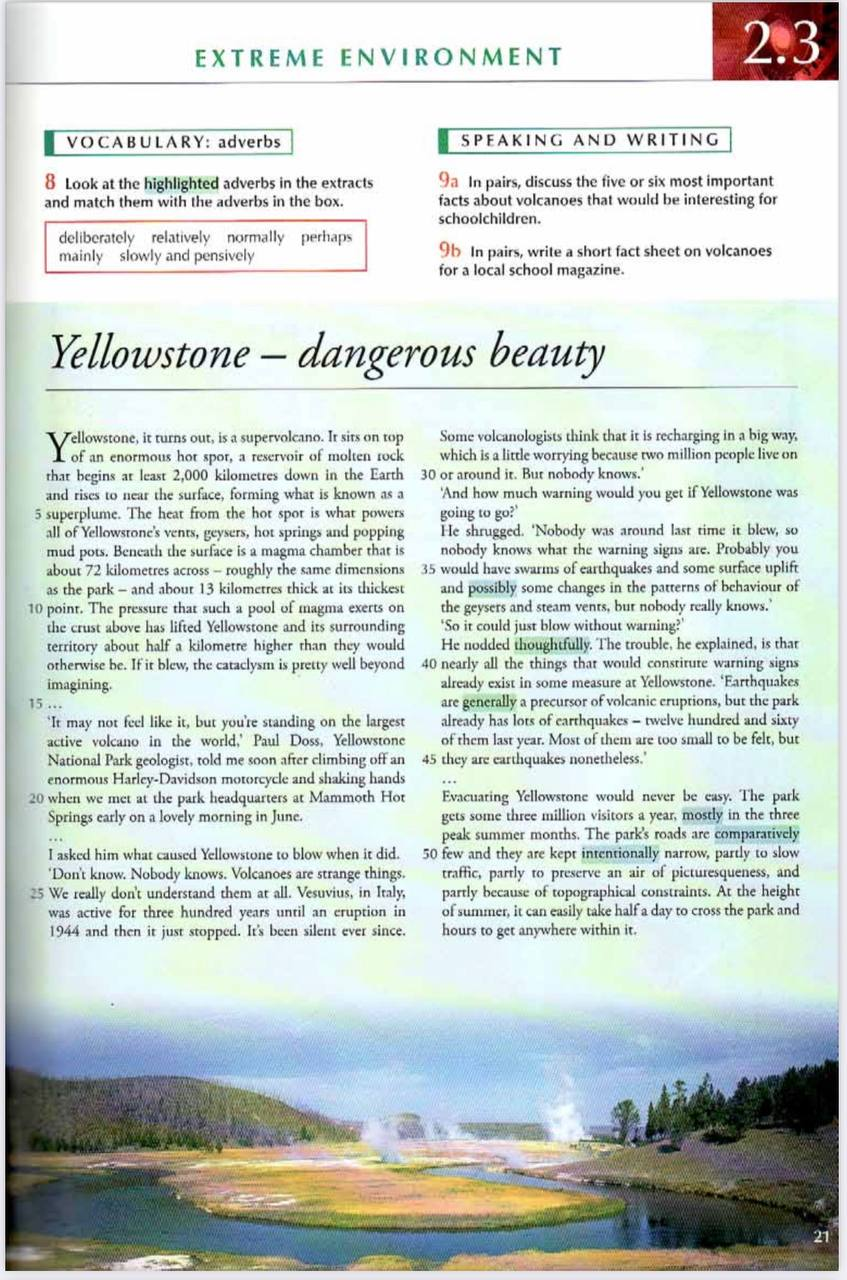 EXTREME ENVIRONMENT
2.3
VOCABULARY: adverbs
8 Look at the highlighted adverbs in the extracts
and match them with the adverbs in the box.
deliberately relatively normally perhaps
mainly slowly and pensively
SPEAKING AND WRITING
9a In pairs, discuss the five or six most important
facts about volcanoes that would be interesting for
schoolchildren.
9b In pairs, write a short fact sheet on volcanoes
for a local school magazine.
Yellowstone – dangerous beauty
Yellowstone, it turns out, is a supervolcano. It sits on top
of an enormous hot spot, a reservoir of molten rock
that begins at least 2,000 kilometres down in the Earth
and rises to near the surface, forming what is known as a
5 superplume. The heat from the hot spot is what powers
all of Yellowstone's vents, geysers, hot springs and popping
mud pots. Beneath the surface is a magma chamber that is
about 72 kilometres across – roughly the same dimensions
as the park – and about 13 kilometres thick at its thickest
10 point. The pressure that such a pool of magma exerts on
the crust above has lifted Yellowstone and its surrounding
territory about half a kilometre higher than they would
otherwise be. If it blew, the cataclysm is pretty well beyond
imagining.
15 ...
'It may not feel like it, but you're standing on the largest
active volcano in the world,' Paul Doss, Yellowstone
National Park geologist, told me soon after climbing off an
enormous Harley-Davidson motorcycle and shaking hands
20 when we met at the park headquarters at Mammoth Hot
Springs early on a lovely morning in June.
...
I asked him what caused Yellowstone to blow when it did.
'Don't know. Nobody knows. Volcanoes are strange things.
25 We really don't understand them at all. Vesuvius, in Italy,
was active for three hundred years until an eruption in
1944 and then it just stopped. It's been silent ever since.
Some volcanologists think that it is recharging in a big way,
which is a little worrying because two million people live on
30 or around it. But nobody knows.'
'And how much warning would you get if Yellowstone was
going to go?'
He shrugged. 'Nobody was around last time it blew, so
nobody knows what the warning signs are. Probably you
35 would have swarms of earthquakes and some surface uplift
and possibly some changes in the patterns of behaviour of
the geysers and steam vents, but nobody really knows.'
'So it could just blow without warning?'
He nodded thoughtfully. The trouble, he explained, is that
40 nearly all the things that would constitute warning signs
already exist in some measure at Yellowstone. 'Earthquakes
are generally a precursor of volcanic eruptions, but the park
already has lots of earthquakes – twelve hundred and sixty
of them last year. Most of them are too small to be felt, but
45 they are earthquakes nonetheless.'
...
Evacuating Yellowstone would never be easy. The park
gets some three million visitors a year, mostly in the three
peak summer months. The park's roads are comparatively
50 few and they are kept intentionally narrow, partly to slow
traffic, partly to preserve an air of picturesqueness, and
partly because of topographical constraints. At the height
of summer, it can easily take half a day to cross the park and
hours to get anywhere within it.
21